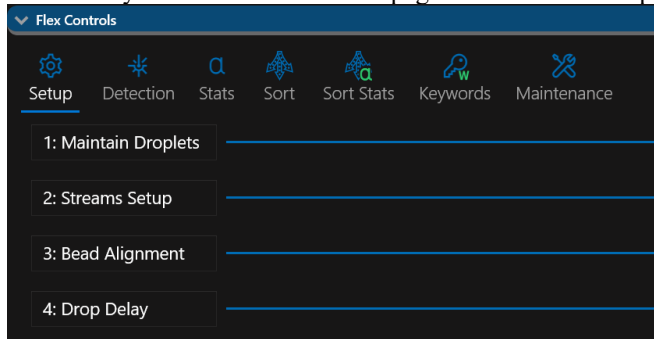 Flex Controls
Setup Detection Stats Sort Sort Stats Keywords Maintenance
1: Maintain Droplets
2: Streams Setup
3: Bead Alignment
4: Drop Delay